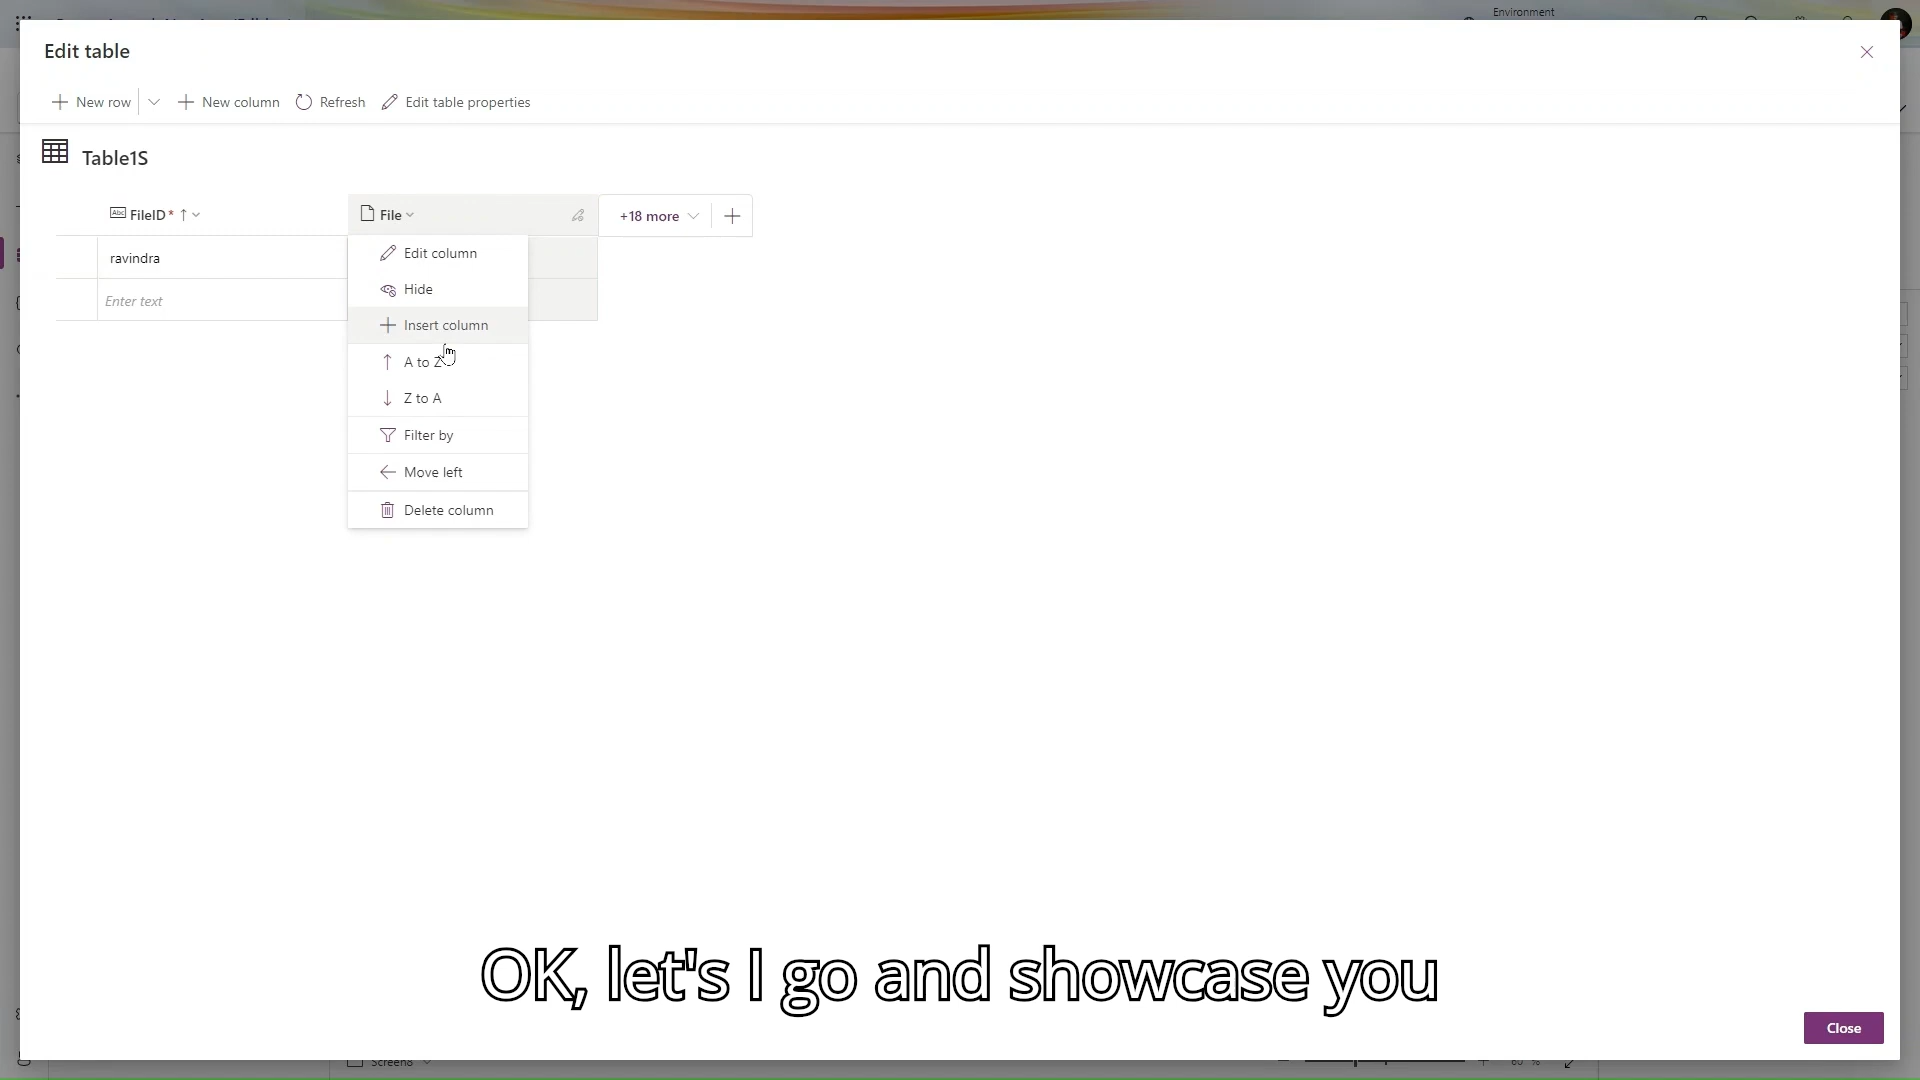 Environment
Edit table
New row
New column
Refresh
Edit table properties
Table1S
Abc FileID * 
File
+18 more
ravindra
Enter text
Edit column
Hide
Insert column
A to Z
Z to A
Filter by
Move left
Delete column
OK, let's I go and showcase you
Close
Screen8